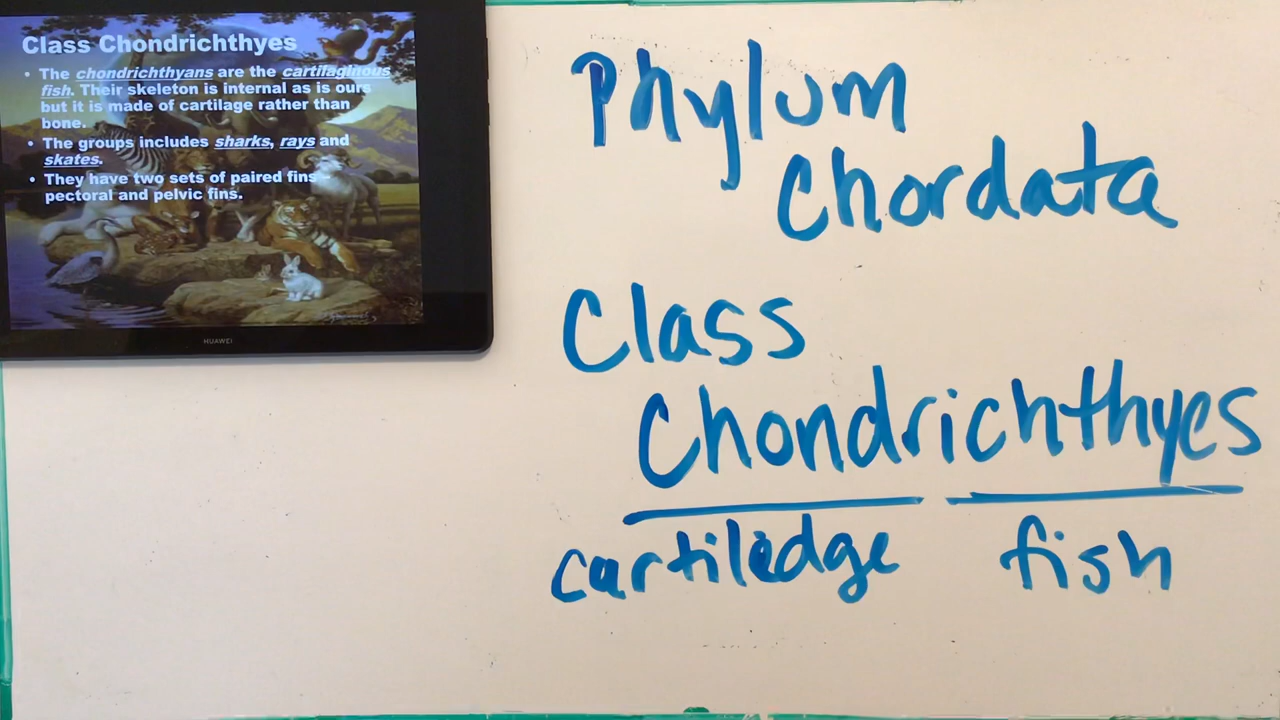 Class Chondrichthyes
• The chondrichthyans are the cartilaginous
fish. Their skeleton is internal as is ours
but it is made of cartilage rather than
bone.
• The groups includes sharks, rays and
skates.
• They have two sets of paired fins -
pectoral and pelvic fins.
HUAWEI
Phylum
Chordata
Class
Chondrichthyes
cartiledge fish